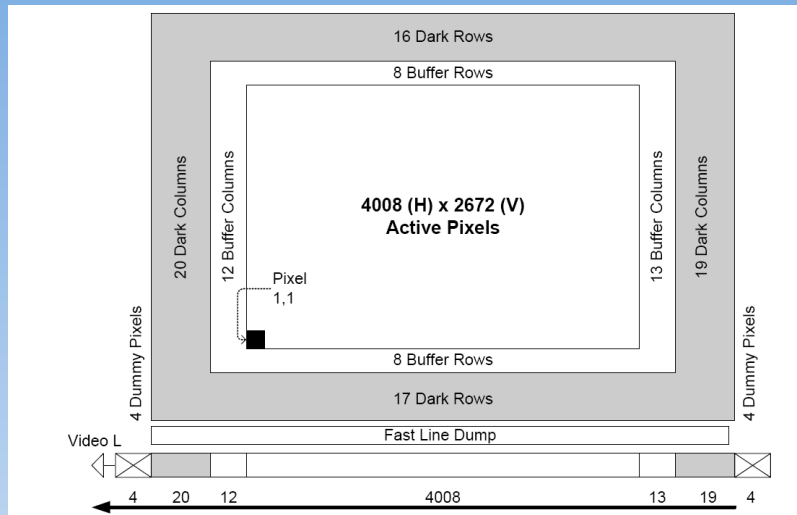 16 Dark Rows
8 Buffer Rows
20 Dark Columns
12 Buffer Columns
4008 (H) x 2672 (V)
Active Pixels
13 Buffer Columns
19 Dark Columns
Pixel
1,1
4 Dummy Pixels
4 Dummy Pixels
8 Buffer Rows
17 Dark Rows
Fast Line Dump
Video L
4 20 12 4008 13 19 4